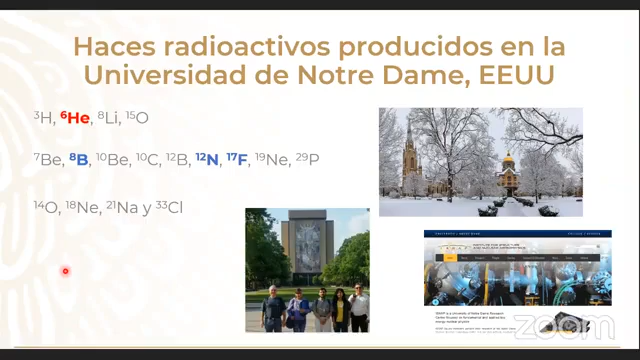 Haces radioactivos producidos en la
Universidad de Notre Dame, EEUU
³H, ⁶He, ⁸Li, ¹⁵O
⁷Be, ⁸B, ¹⁰Be, ¹⁰C, ¹²B, ¹²N, ¹⁷F, ¹⁹Ne, ²⁹P
¹⁴O, ¹⁸Ne, ²¹Na y ³³Cl
zoom